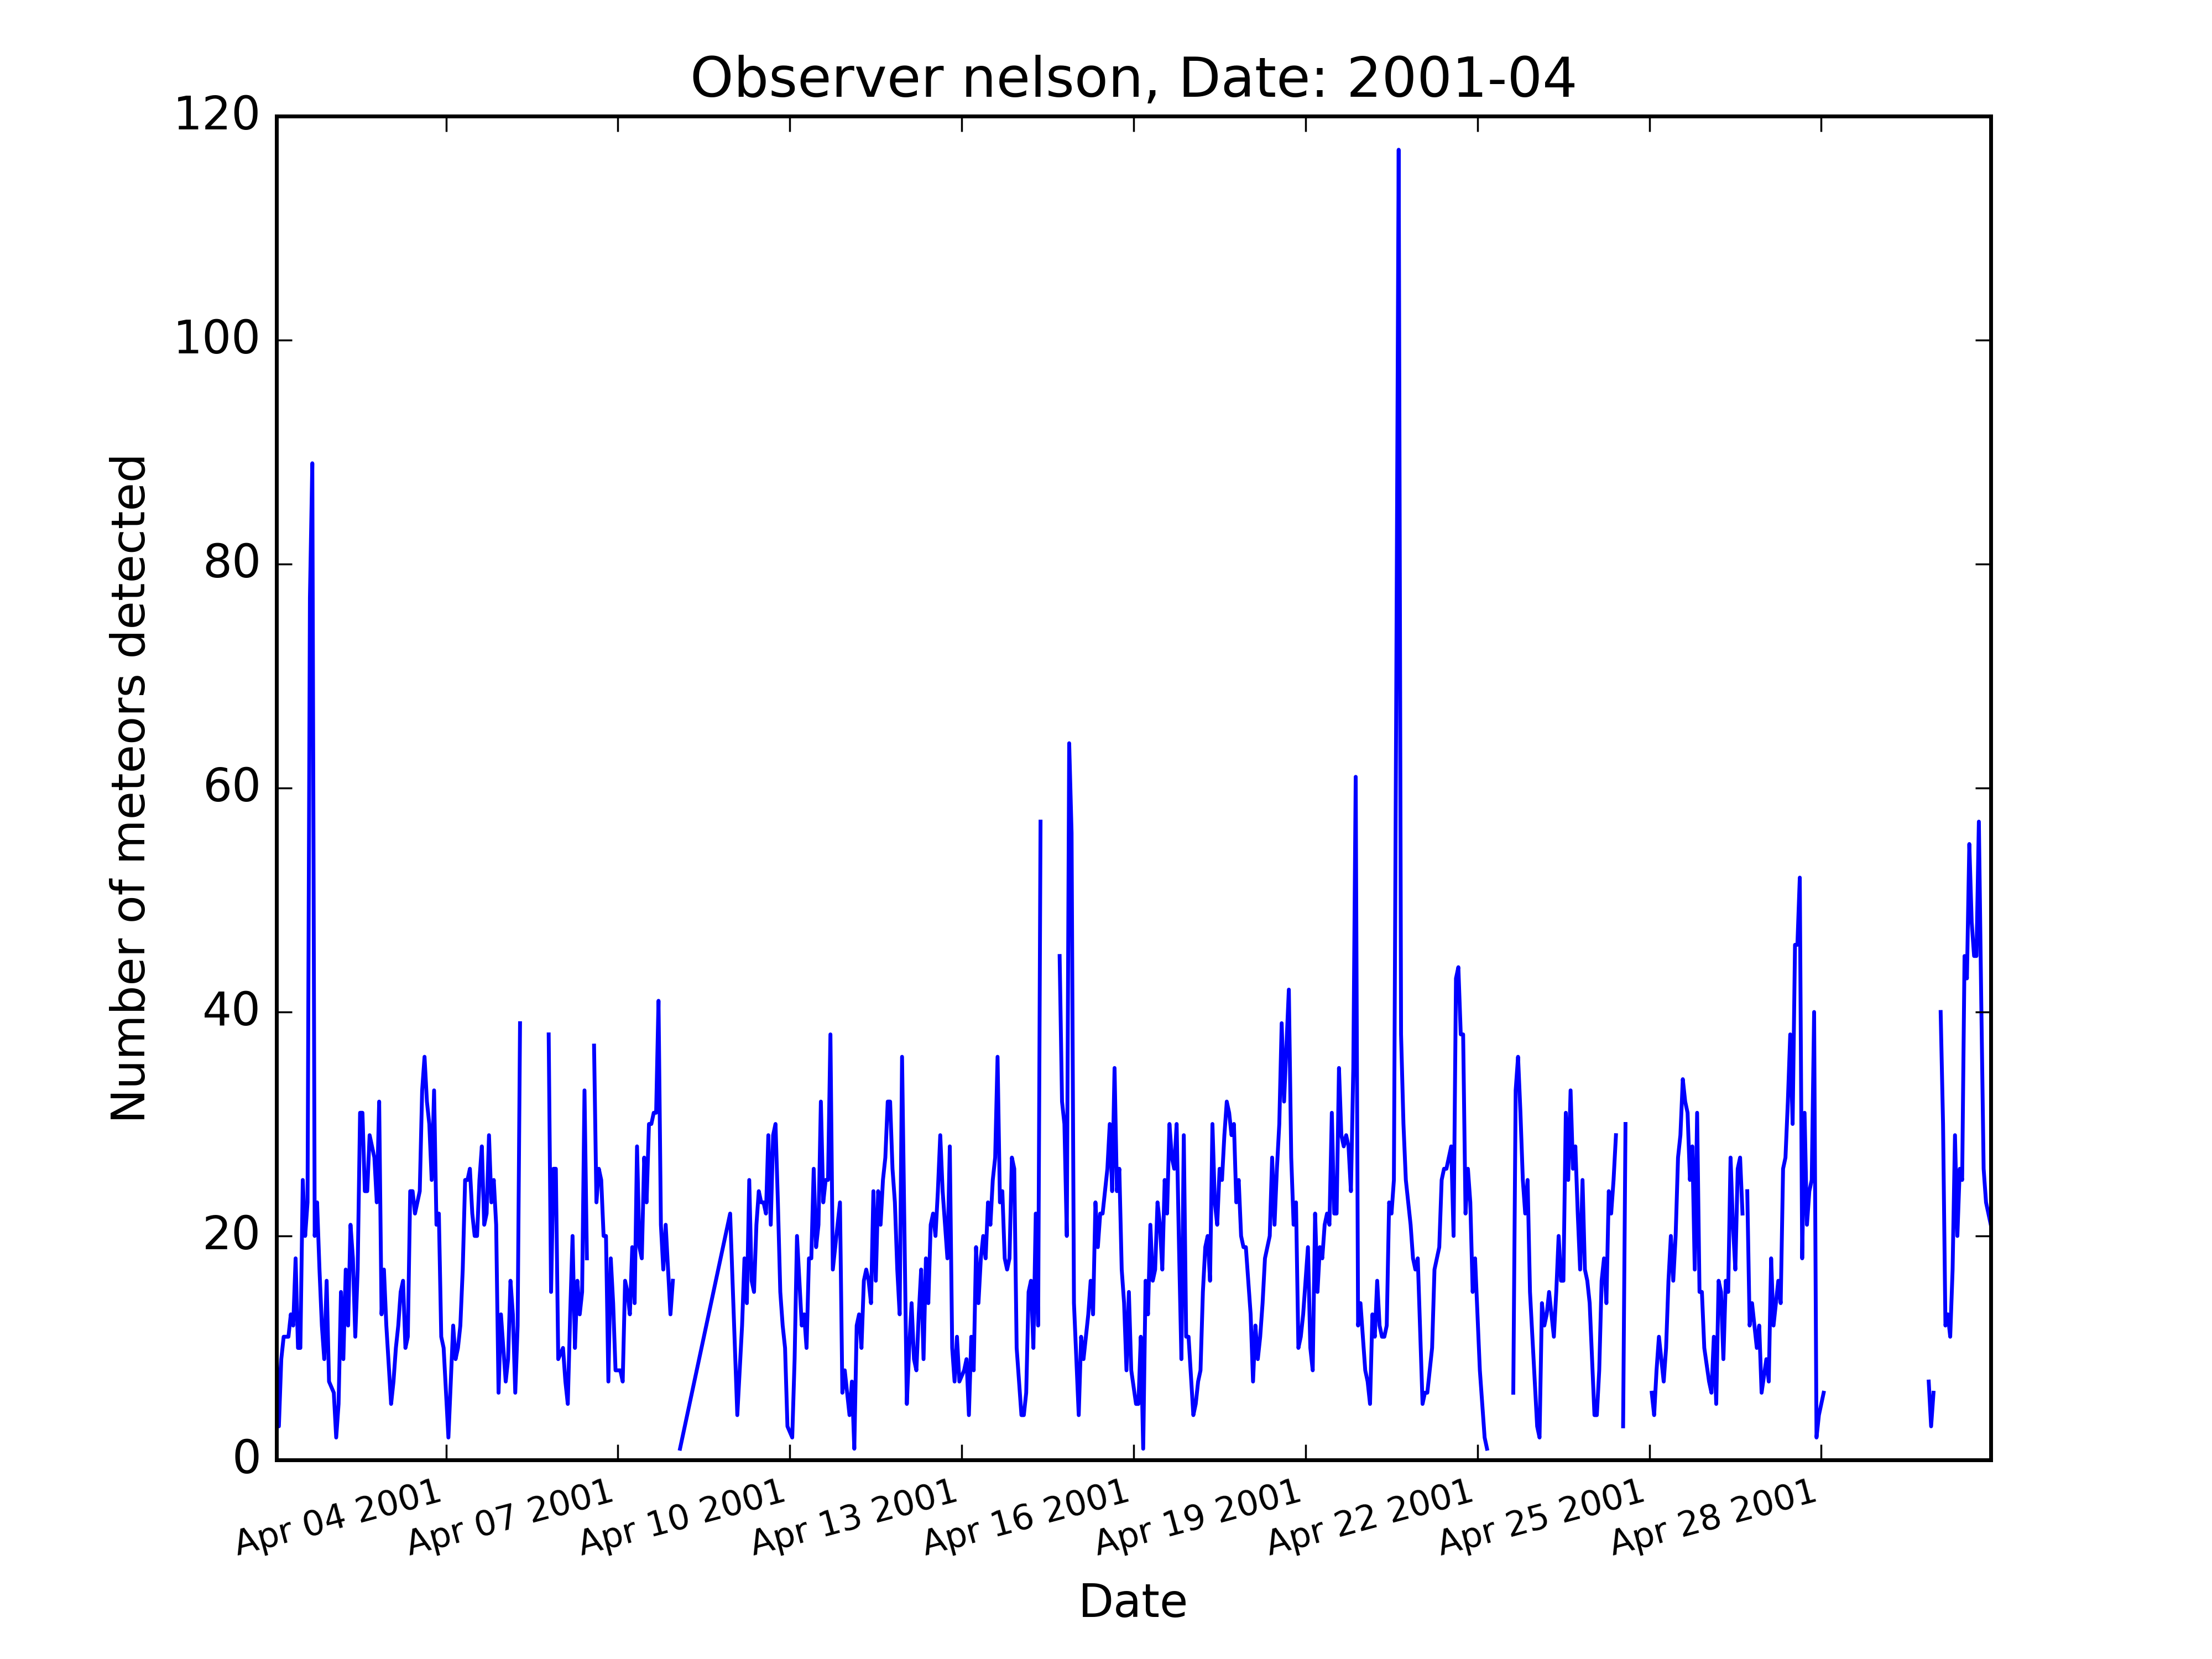 Observer nelson, Date: 2001-04
120
100
80
60
40
20
0
Number of meteors detected
Apr 04 2001
Apr 07 2001
Apr 10 2001
Apr 13 2001
Apr 16 2001
Apr 19 2001
Apr 22 2001
Apr 25 2001
Apr 28 2001
Date